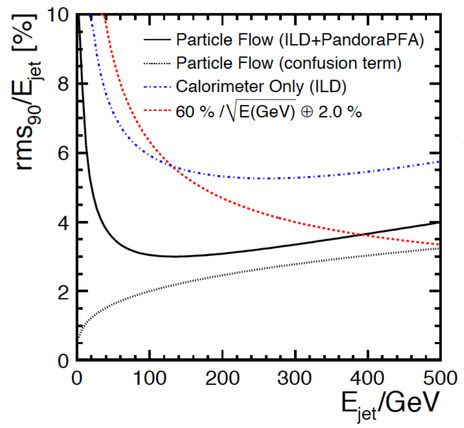 rms90/Ejet [%]
10
8
6
4
2
0
Particle Flow (ILD+PandoraPFA)
Particle Flow (confusion term)
Calorimeter Only (ILD)
60 % /√E(GeV) ⊕ 2.0 %
0 100 200 300 400 500
Ejet/GeV